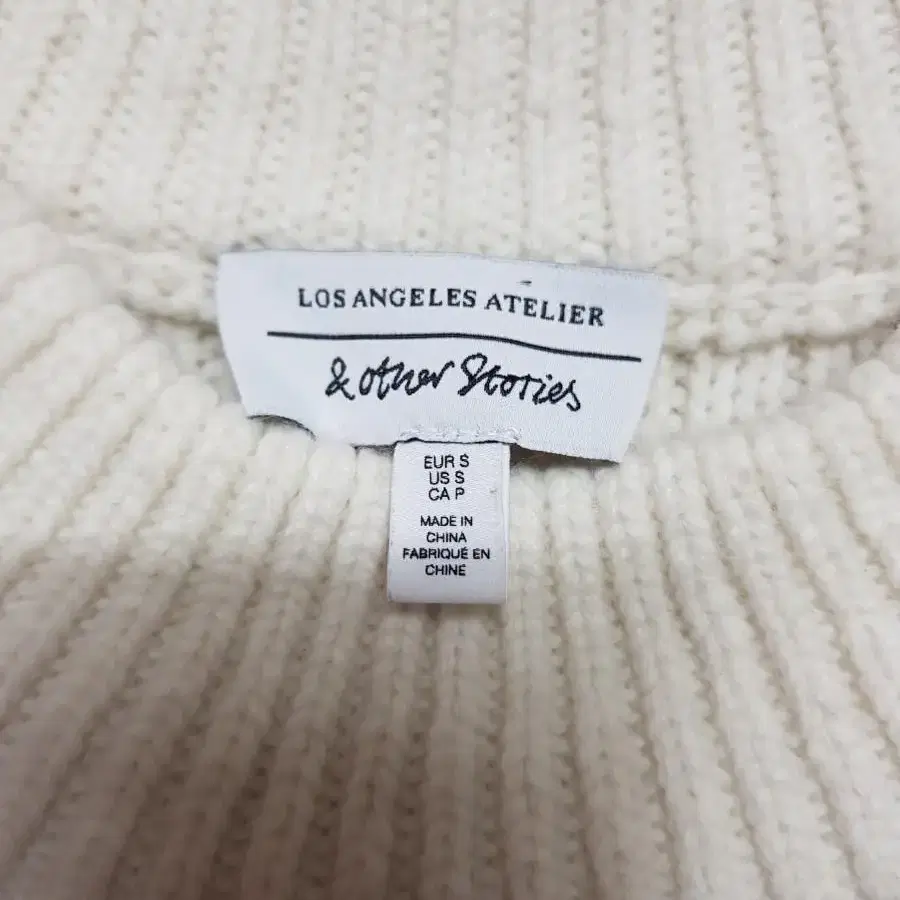 LOS ANGELES ATELIER
& other Stories
EUR S
US S
CA P
MADE IN
CHINA
FABRIQUÉ EN
CHINE